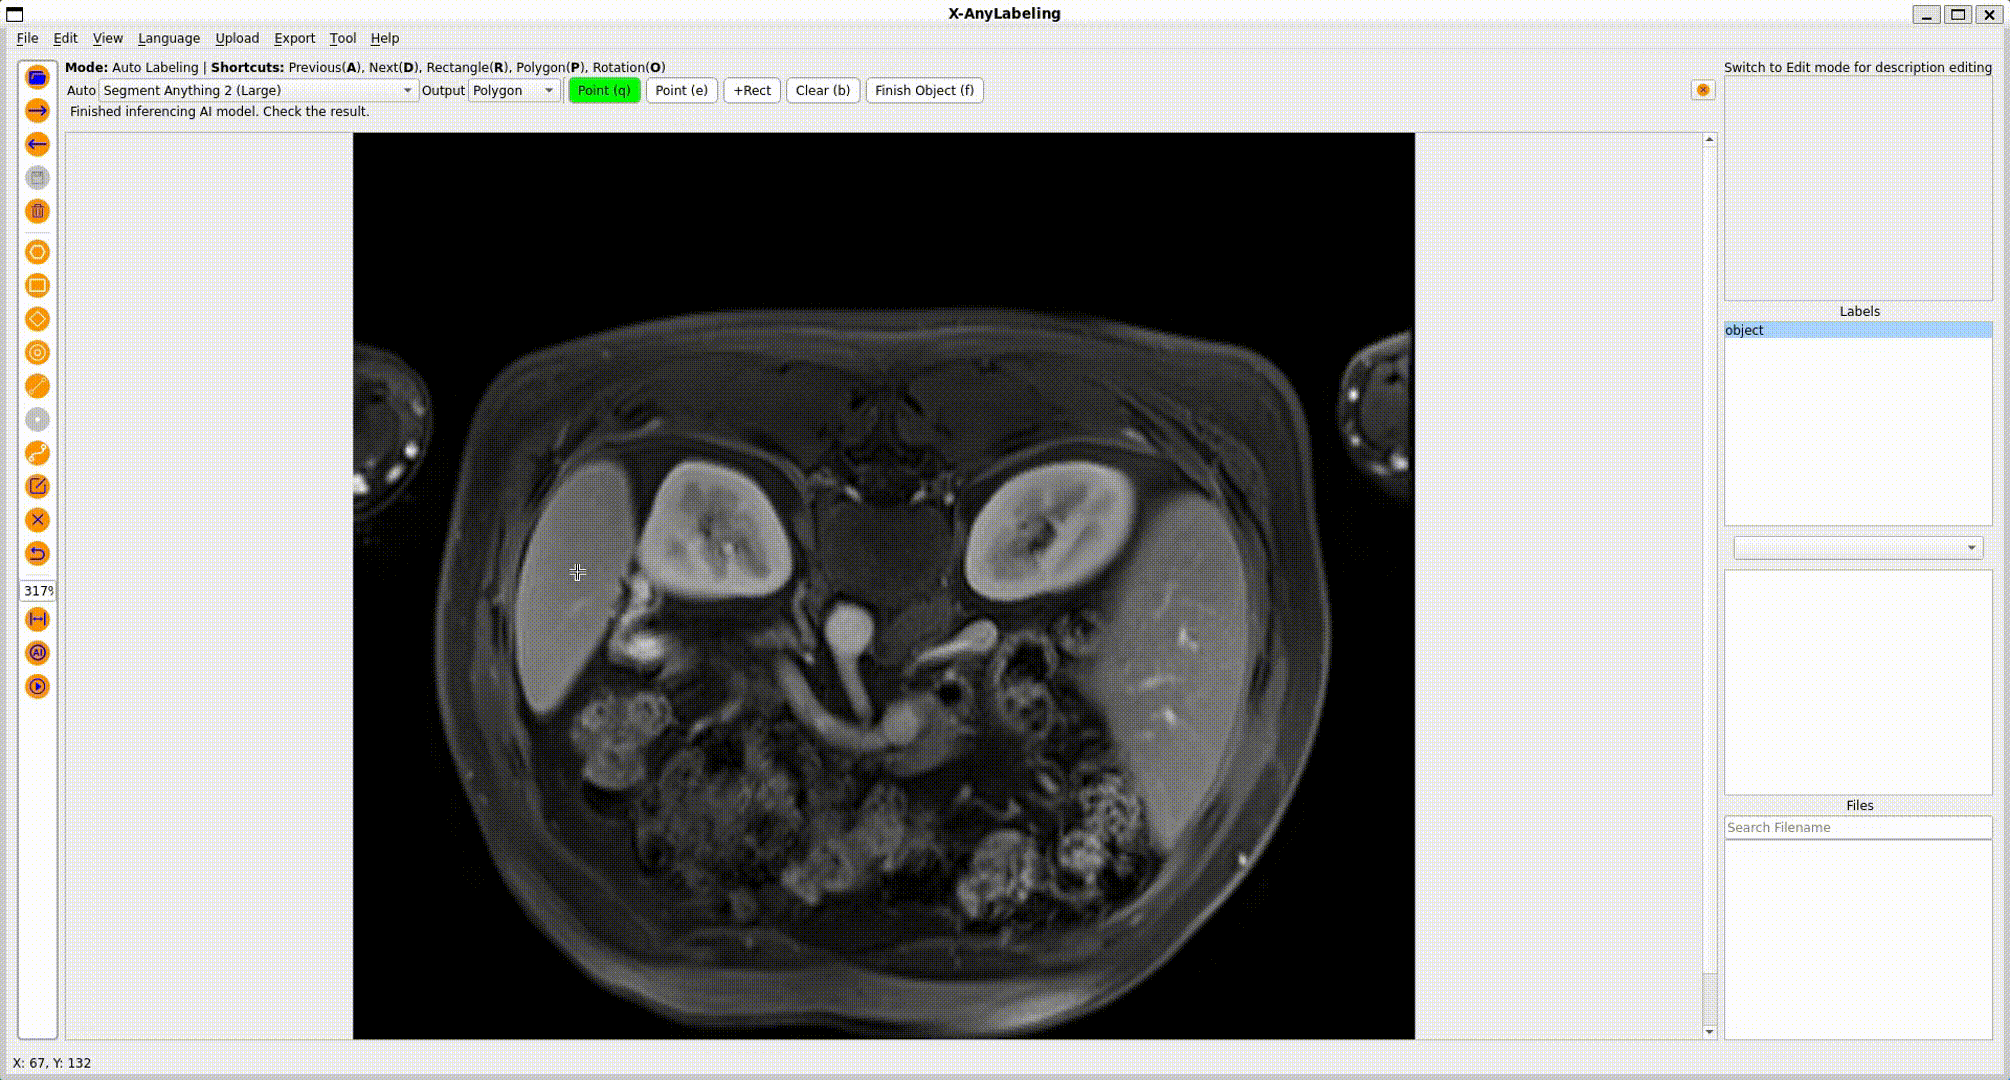 X-AnyLabeling
File Edit View Language Upload Export Tool Help
Mode: Auto Labeling | Shortcuts: Previous(A), Next(D), Rectangle(R), Polygon(P), Rotation(O)
Auto Segment Anything 2 (Large) Output Polygon Point (q) Point (e) +Rect Clear (b) Finish Object (f)
Finished inferencing AI model. Check the result.
Switch to Edit mode for description editing
Labels
object
317%
AI
Files
Search Filename
X: 67, Y: 132